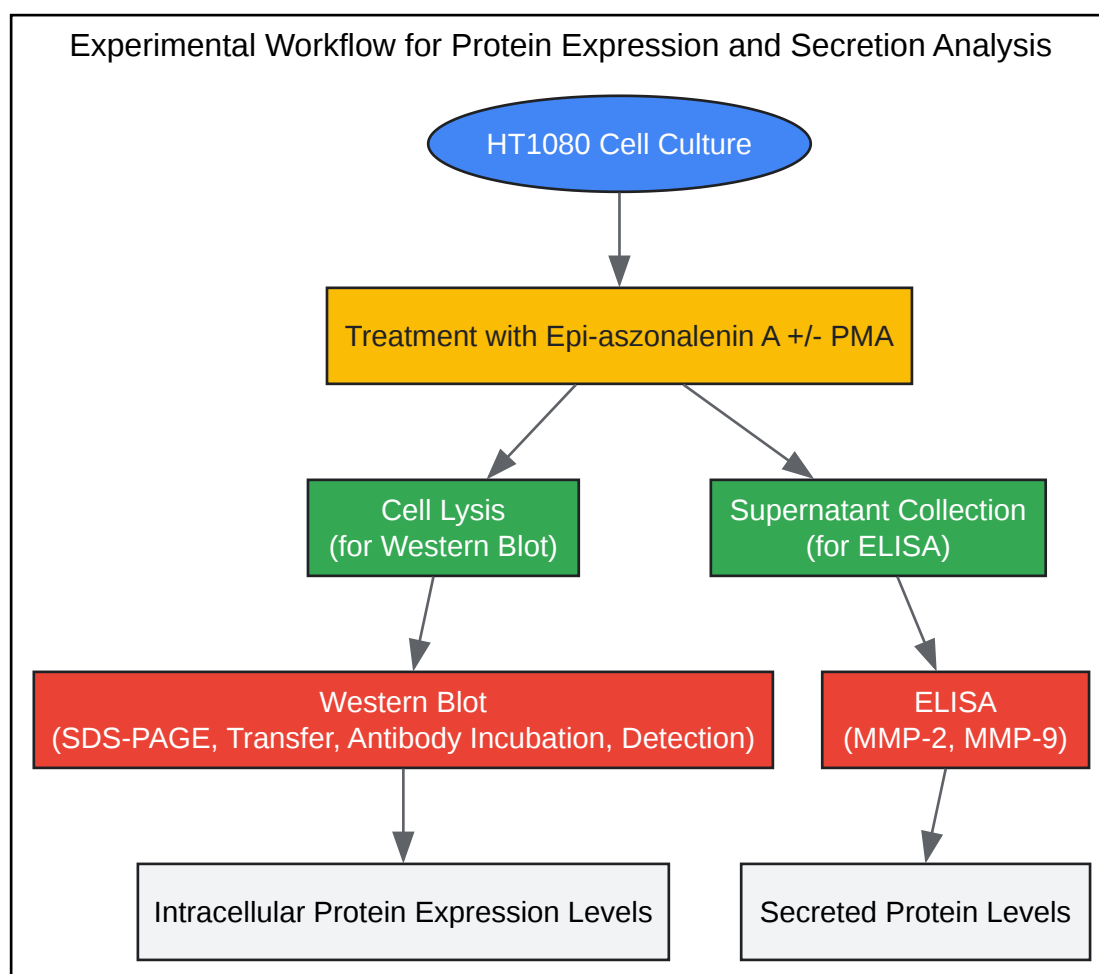 Experimental Workflow for Protein Expression and Secretion Analysis
HT1080 Cell Culture
Treatment with Epi-aszonalenin A +/- PMA
Cell Lysis
(for Western Blot)
Supernatant Collection
(for ELISA)
Western Blot
(SDS-PAGE, Transfer, Antibody Incubation, Detection)
ELISA
(MMP-2, MMP-9)
Intracellular Protein Expression Levels
Secreted Protein Levels